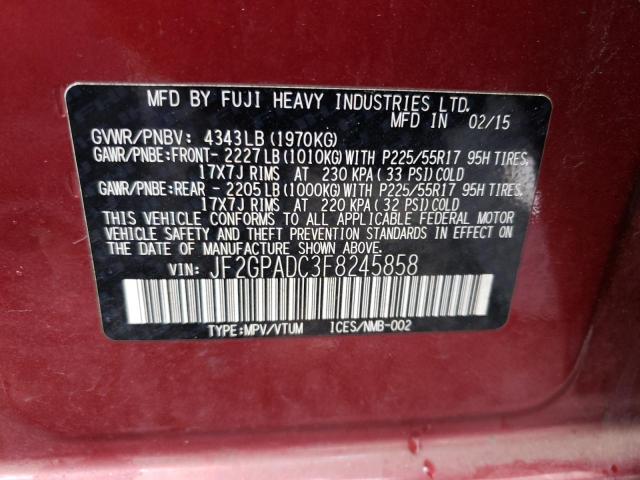 MFD BY FUJI HEAVY INDUSTRIES LTD.
MFD IN 02/15
GVWR/PNBV: 4343LB(1970KG)
GAWR/PNBE:FRONT- 2227LB(1010KG)WITH P225/55R17 95H TIRES,
17X7J RIMS AT 230 KPA(33 PSI)COLD
GAWR/PNBE:REAR - 2205LB(1000KG)WITH P225/55R17 95H TIRES,
17X7J RIMS AT 220 KPA(32 PSI)COLD
THIS VEHICLE CONFORMS TO ALL APPLICABLE FEDERAL MOTOR
VEHICLE SAFETY AND THEFT PREVENTION STANDARDS IN EFFECT
ON THE DATE OF MANUFACTURE SHOWN ABOVE.
VIN: JF2GPADC3F8245858
TYPE:MPV/VTUM ICES/NMB-002